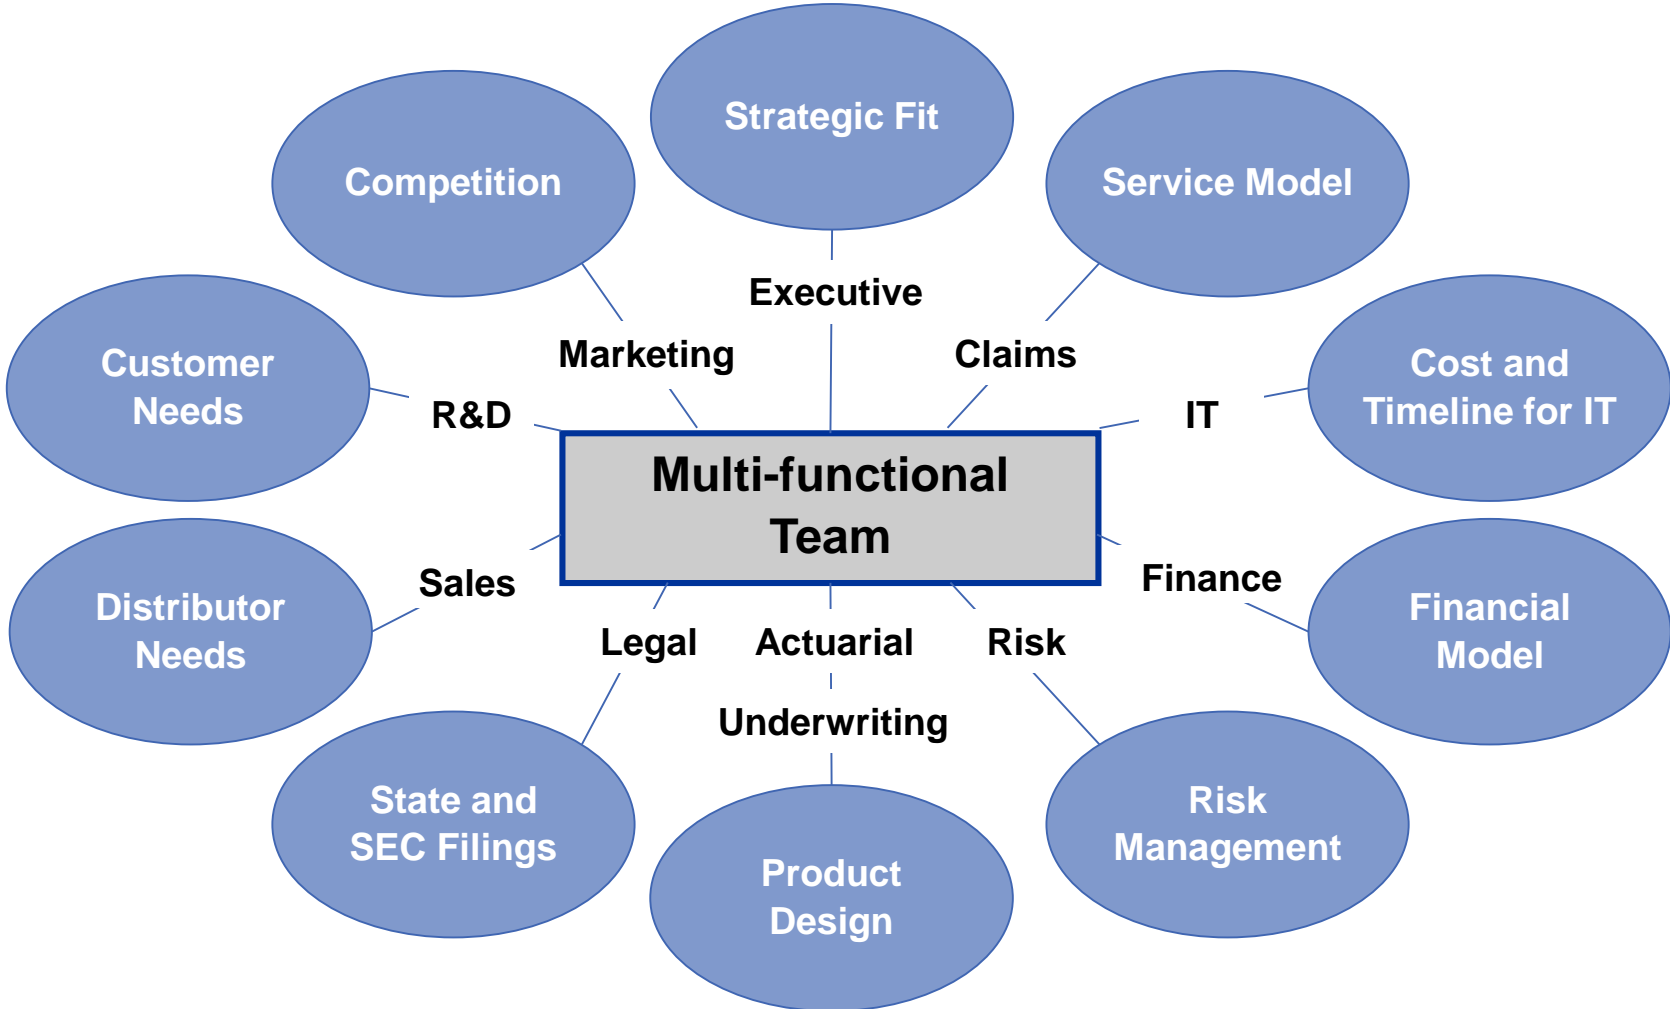 Strategic Fit
Competition
Service Model
Executive
Marketing
Claims
Customer
Needs
Cost and
Timeline for IT
R&D
IT
Multi-functional
Team
Sales
Finance
Distributor
Needs
Financial
Model
Legal
Actuarial
Risk
Underwriting
State and
SEC Filings
Risk
Management
Product
Design